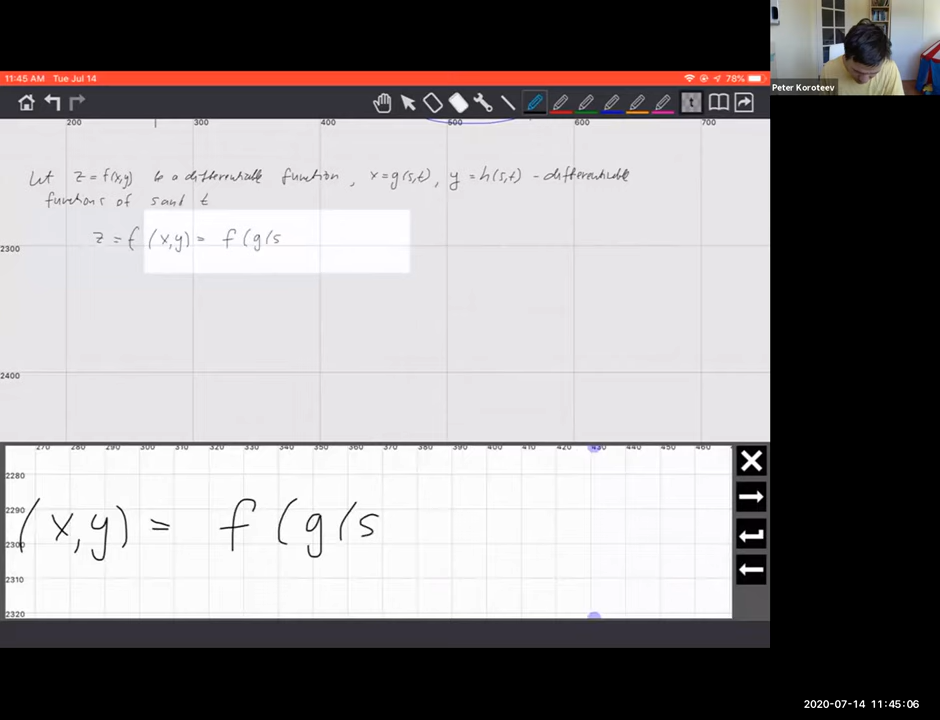 11:45 AM Tue Jul 14
78%
Peter Koroteev
t
200 300 400 500 600 700
Let z = f(x,y) be a differentiable function, x = g(s,t), y = h(s,t) - differentiable
functions of s and t
z = f (x,y) = f (g(s
2300
2400
270 280 290 300 310 320 330 340 350 360 370 380 390 400 410 420 430 440 450 460
2280
2290
(x,y) = f (g(s
2300
2310
2320
2020-07-14 11:45:06